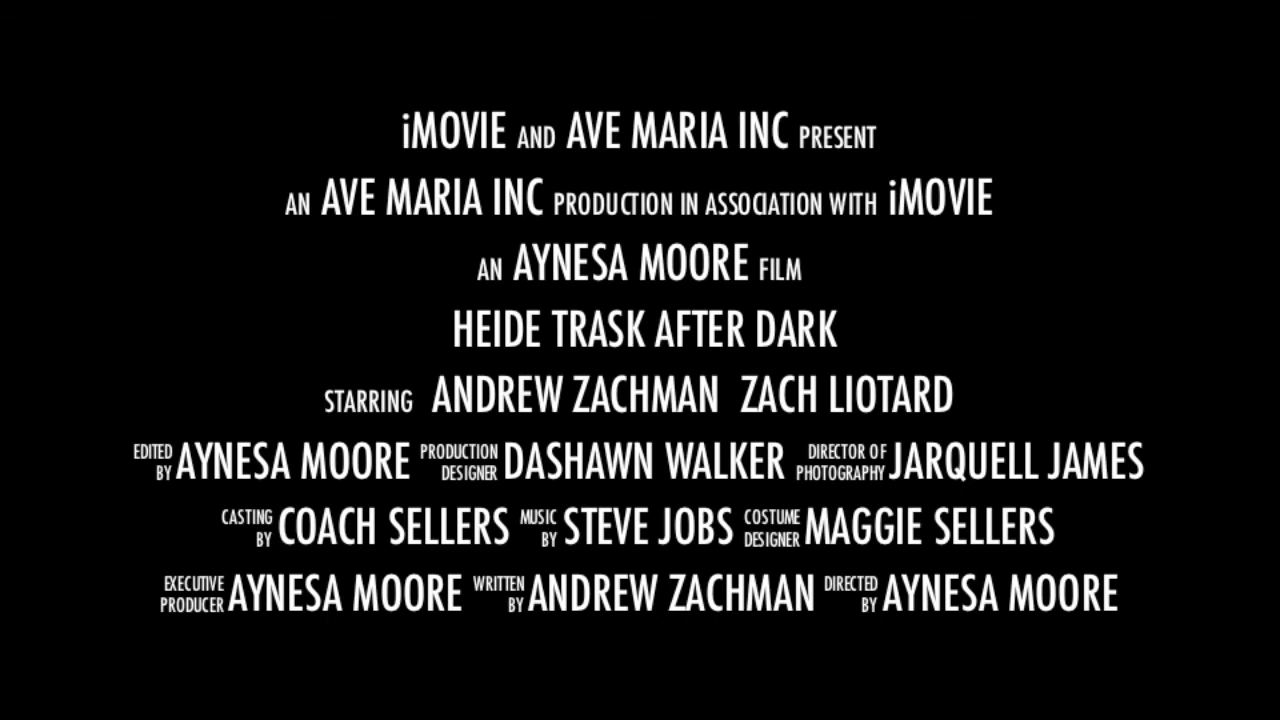 iMOVIE AND AVE MARIA INC PRESENT
AN AVE MARIA INC PRODUCTION IN ASSOCIATION WITH iMOVIE
AN AYNESA MOORE FILM
HEIDE TRASK AFTER DARK
STARRING ANDREW ZACHMAN ZACH LIOTARD
EDITED BY AYNESA MOORE PRODUCTION DESIGNER DASHAWN WALKER DIRECTOR OF PHOTOGRAPHY JARQUELL JAMES
CASTING BY COACH SELLERS MUSIC BY STEVE JOBS COSTUME DESIGNER MAGGIE SELLERS
EXECUTIVE PRODUCER AYNESA MOORE WRITTEN BY ANDREW ZACHMAN DIRECTED BY AYNESA MOORE